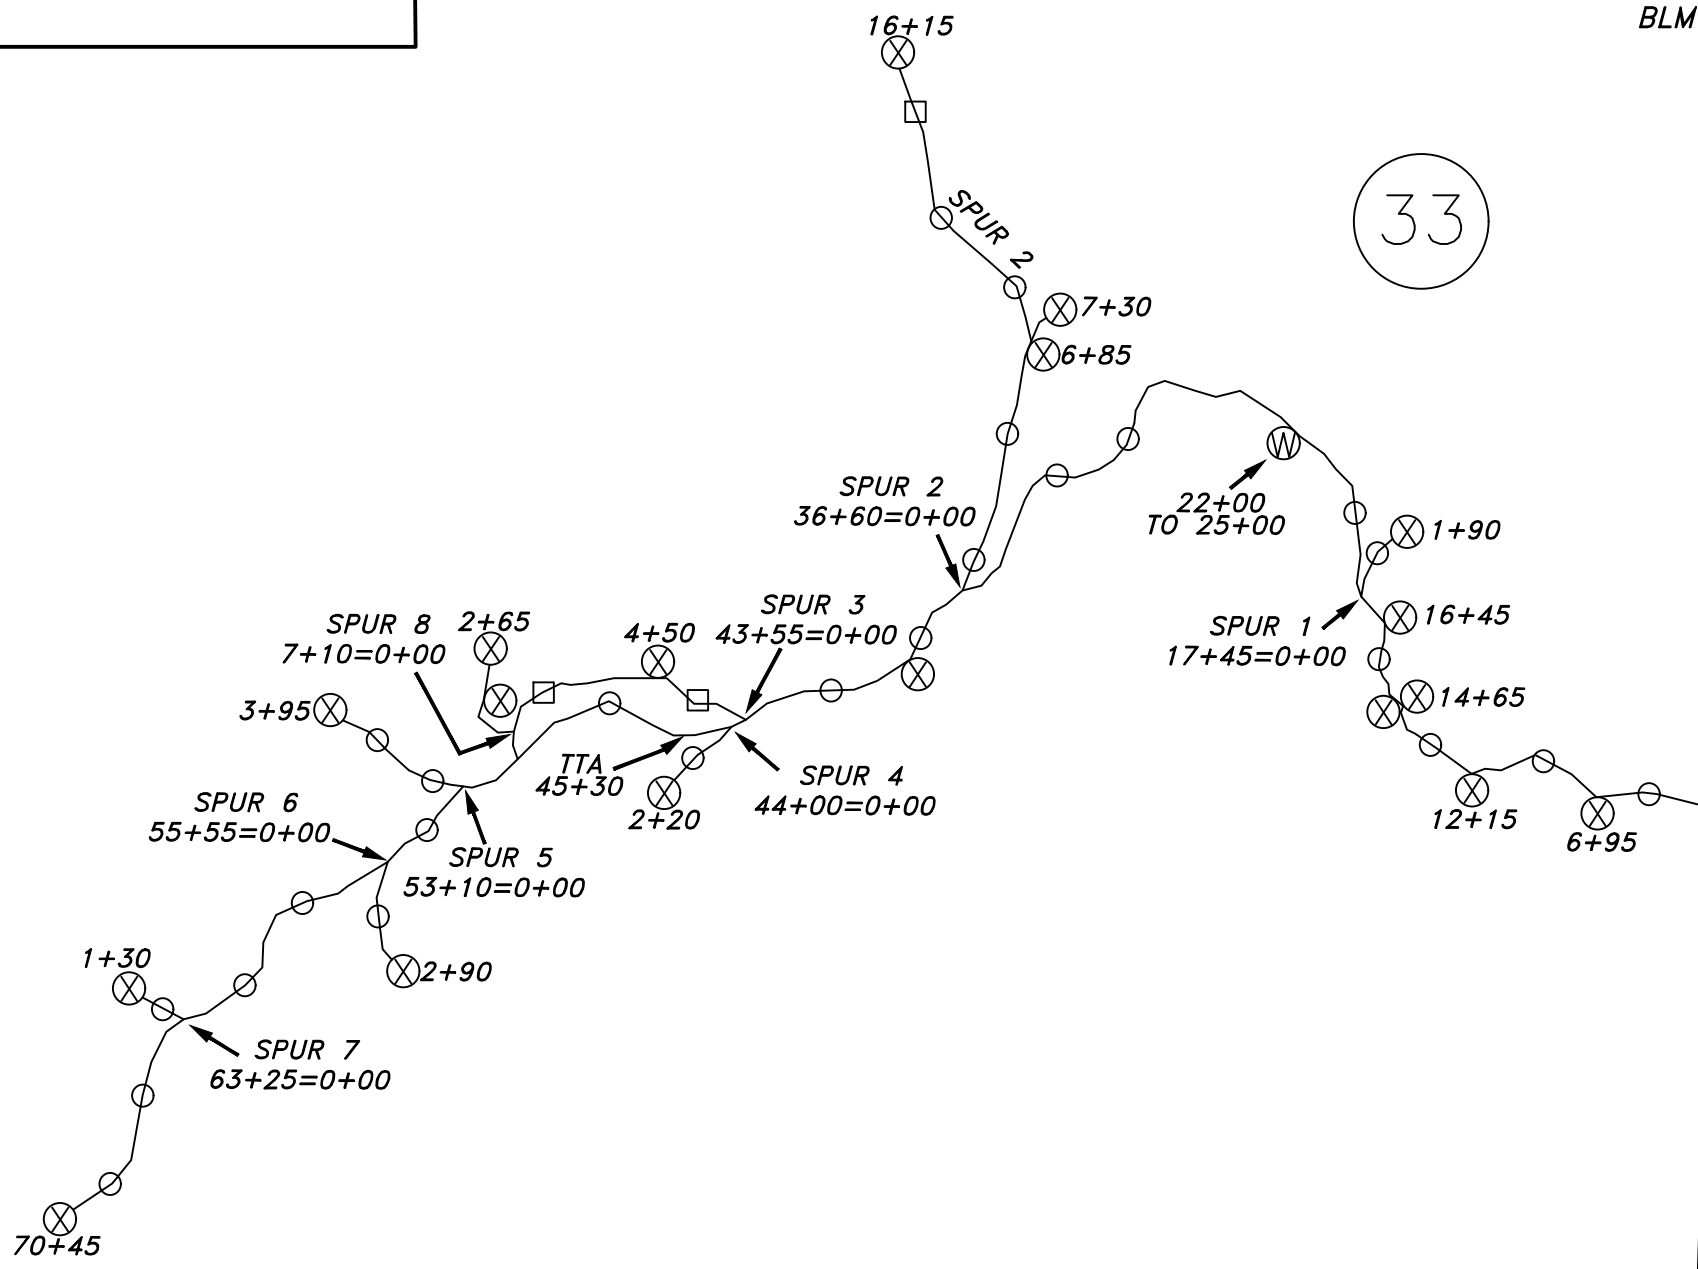 16+15
BLM
33
SPUR 2
7+30
6+85
SPUR 2
36+60=0+00
22+00
TO 25+00
W
1+90
SPUR 1
17+45=0+00
16+45
14+65
12+15
6+95
SPUR 3
43+55=0+00
4+50
2+65
SPUR 8
7+10=0+00
3+95
TTA
45+30
2+20
SPUR 4
44+00=0+00
SPUR 6
55+55=0+00
SPUR 5
53+10=0+00
2+90
1+30
SPUR 7
63+25=0+00
70+45